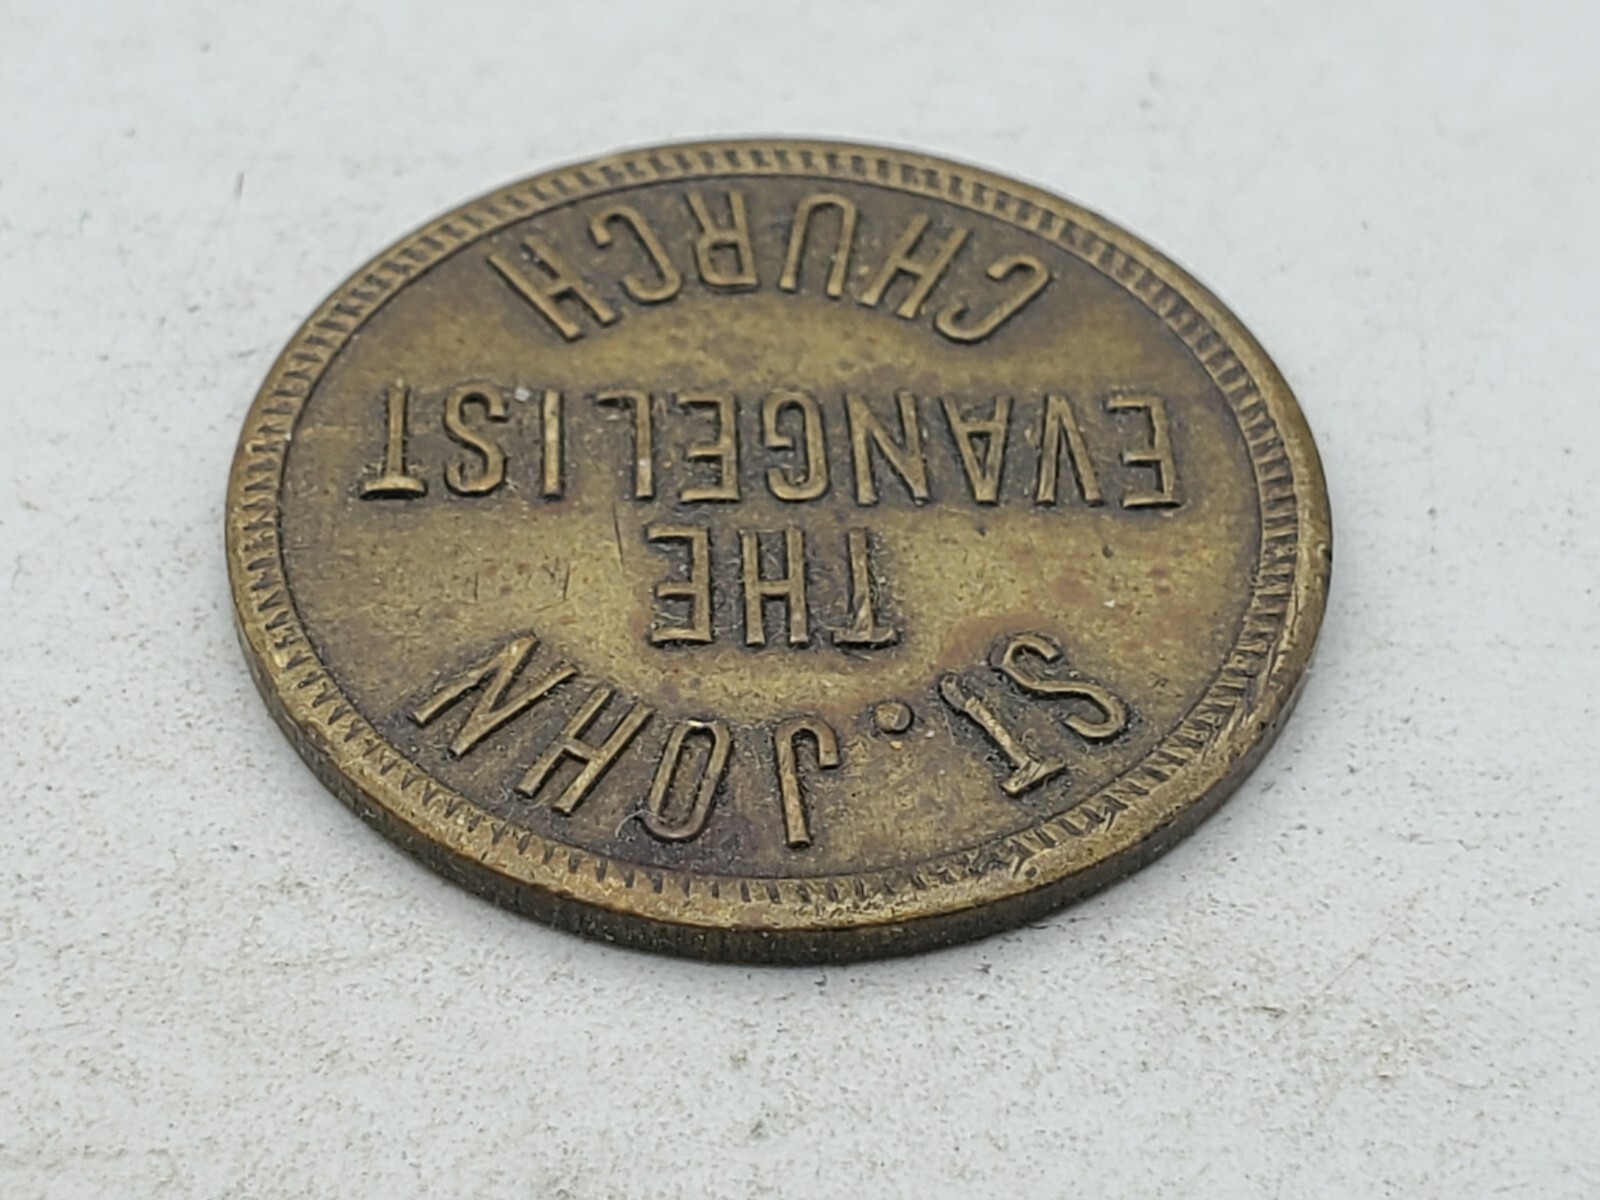 ST. JOHN
THE
EVANGELIST
CHURCH